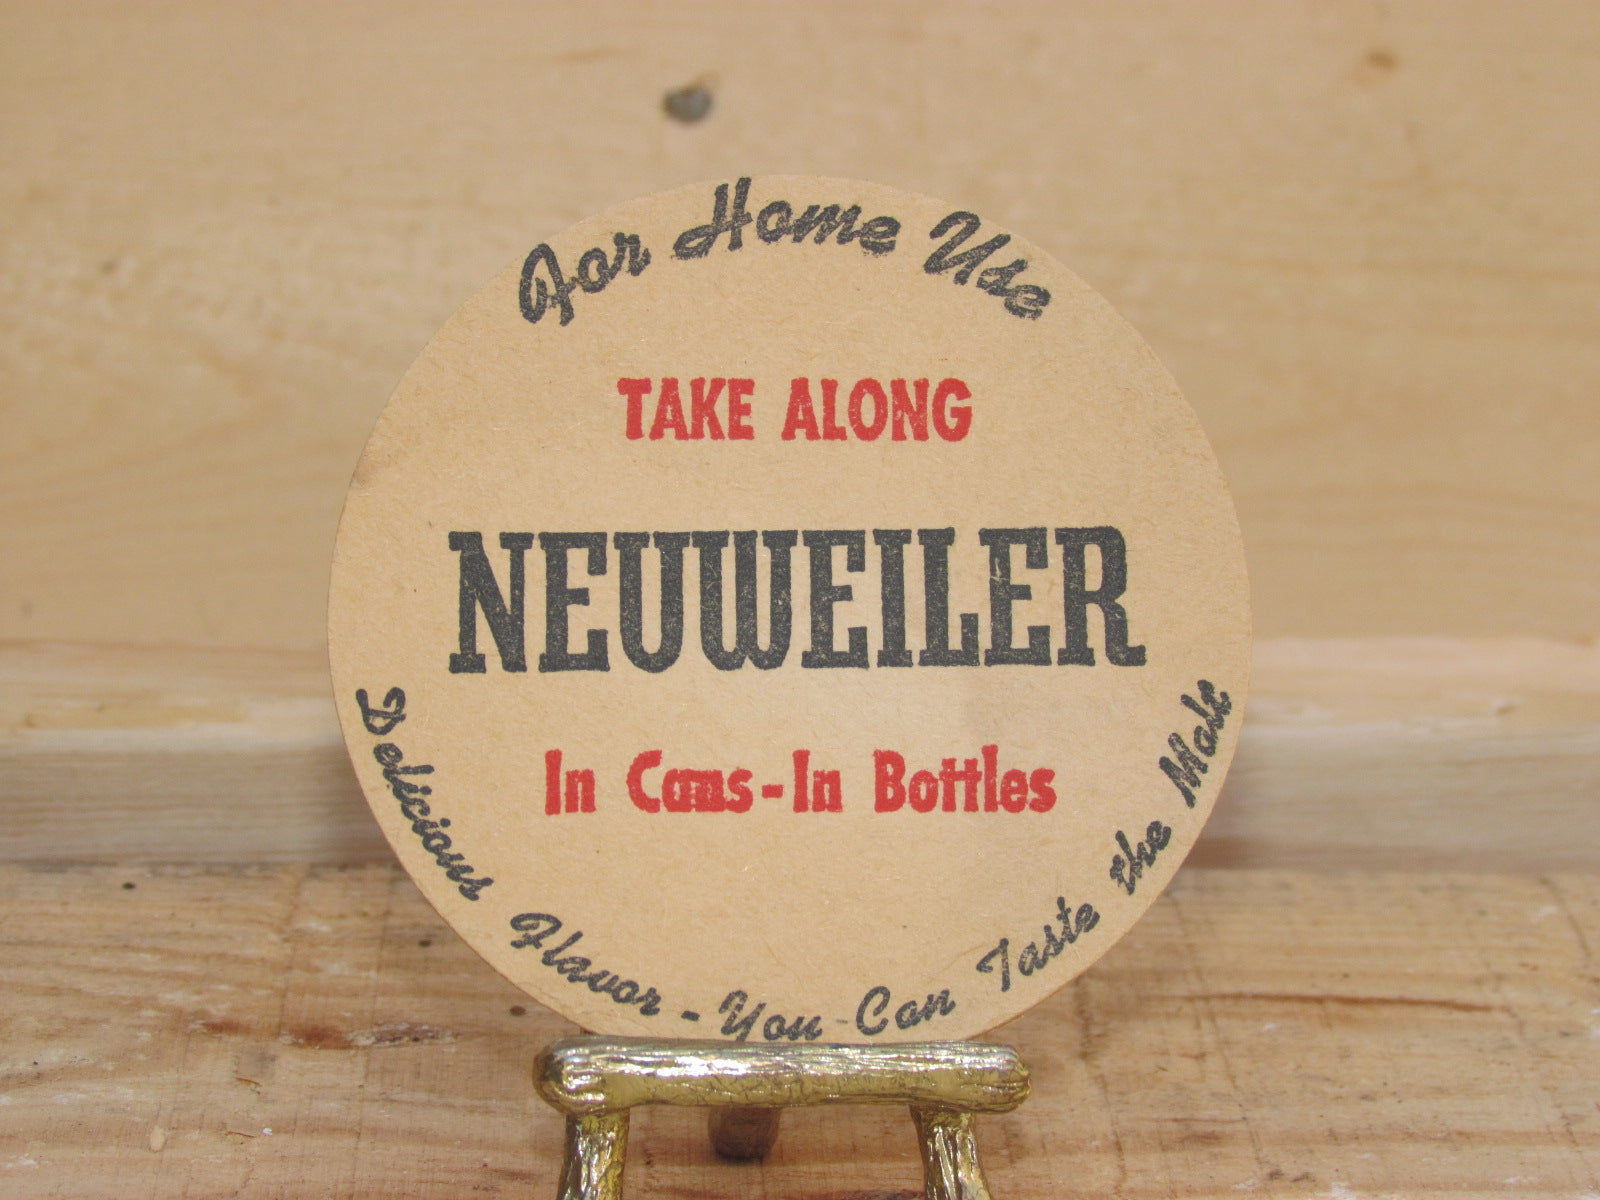 For Home Use
TAKE ALONG
NEUWEILER
In Cans-In Bottles
Delicious Flavor - You Can Taste the Malt